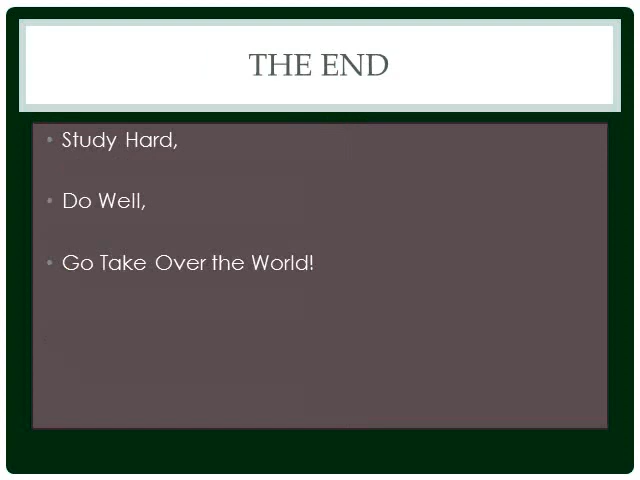 THE END
• Study Hard,
• Do Well,
• Go Take Over the World!